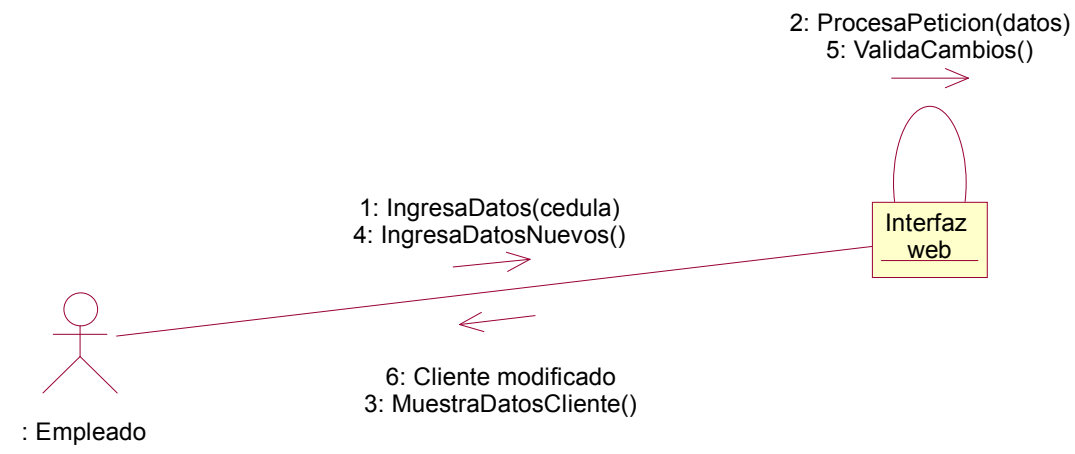 2: ProcesaPeticion(datos)
5: ValidaCambios()
1: IngresaDatos(cedula)
4: IngresaDatosNuevos()
Interfaz
web
6: Cliente modificado
3: MuestraDatosCliente()
: Empleado